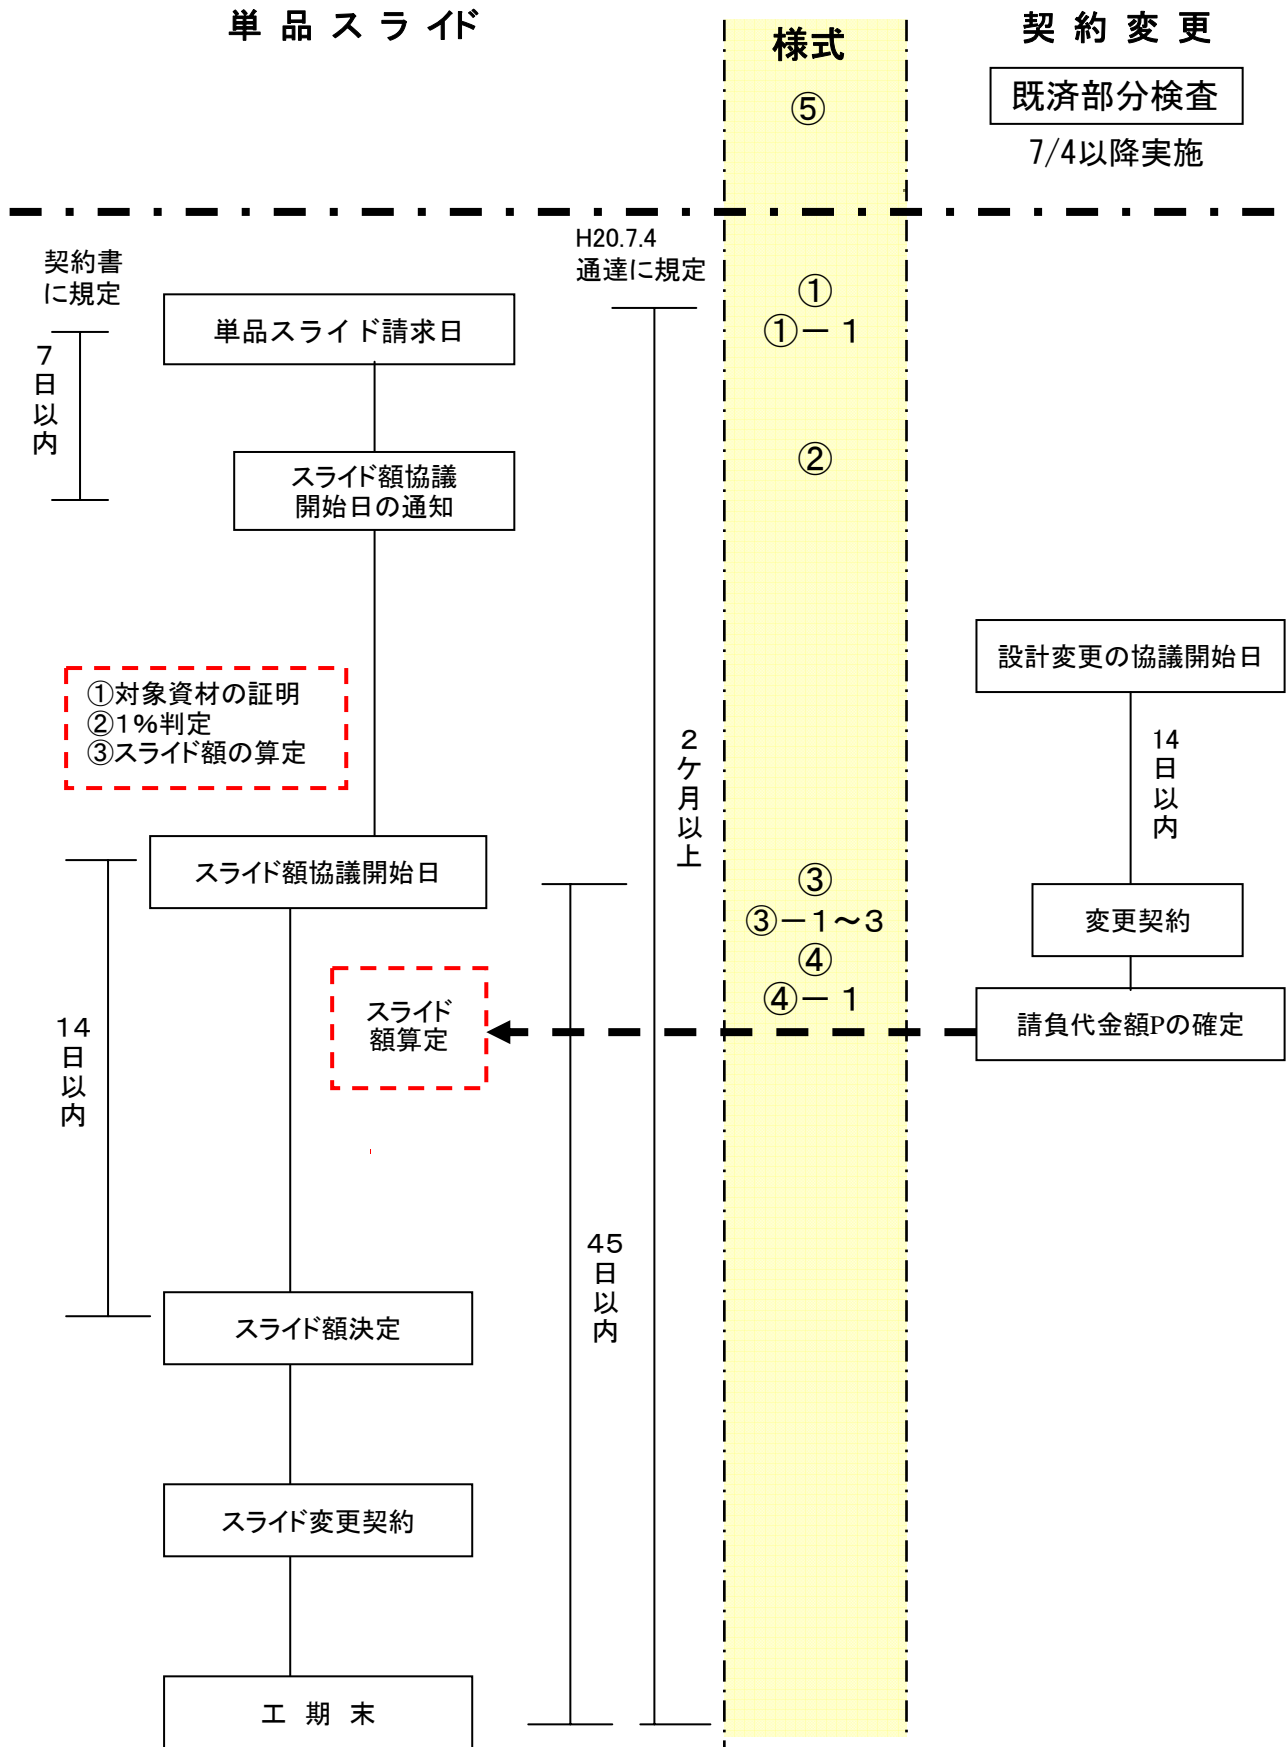 単品スライド
様式
契約変更
⑤
既済部分検査
7/4以降実施
契約書
に規定
H20.7.4
通達に規定
単品スライド請求日
①
①－１
7日以内
スライド額協議
開始日の通知
②
設計変更の協議開始日
①対象資材の証明
②1％判定
③スライド額の算定
２ケ月以上
14日以内
スライド額協議開始日
③
③－１～３
④
④－１
変更契約
スライド
額算定
請負代金額Pの確定
14日以内
45日以内
スライド額決定
スライド変更契約
工期末